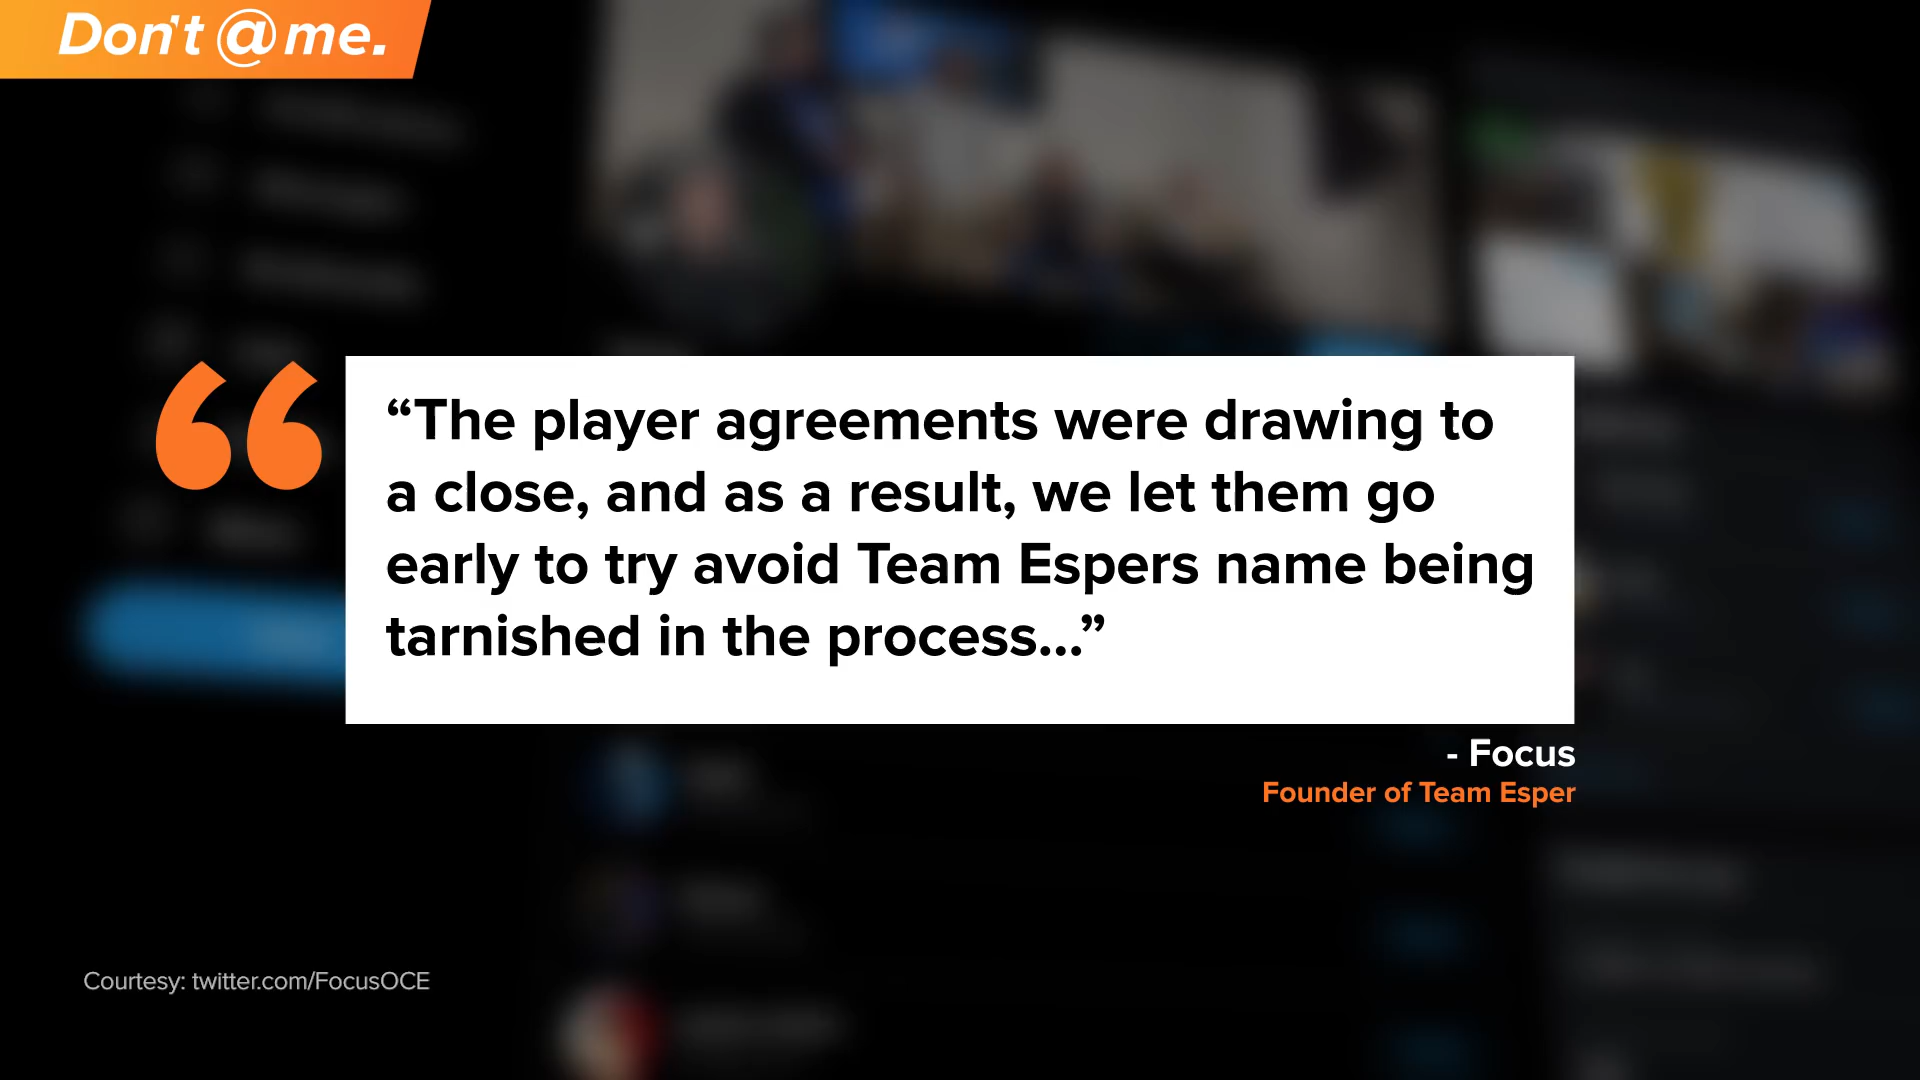 Don't @ me.
“The player agreements were drawing to
a close, and as a result, we let them go
early to try avoid Team Espers name being
tarnished in the process...”
- Focus
Founder of Team Esper
Courtesy: twitter.com/FocusOCE